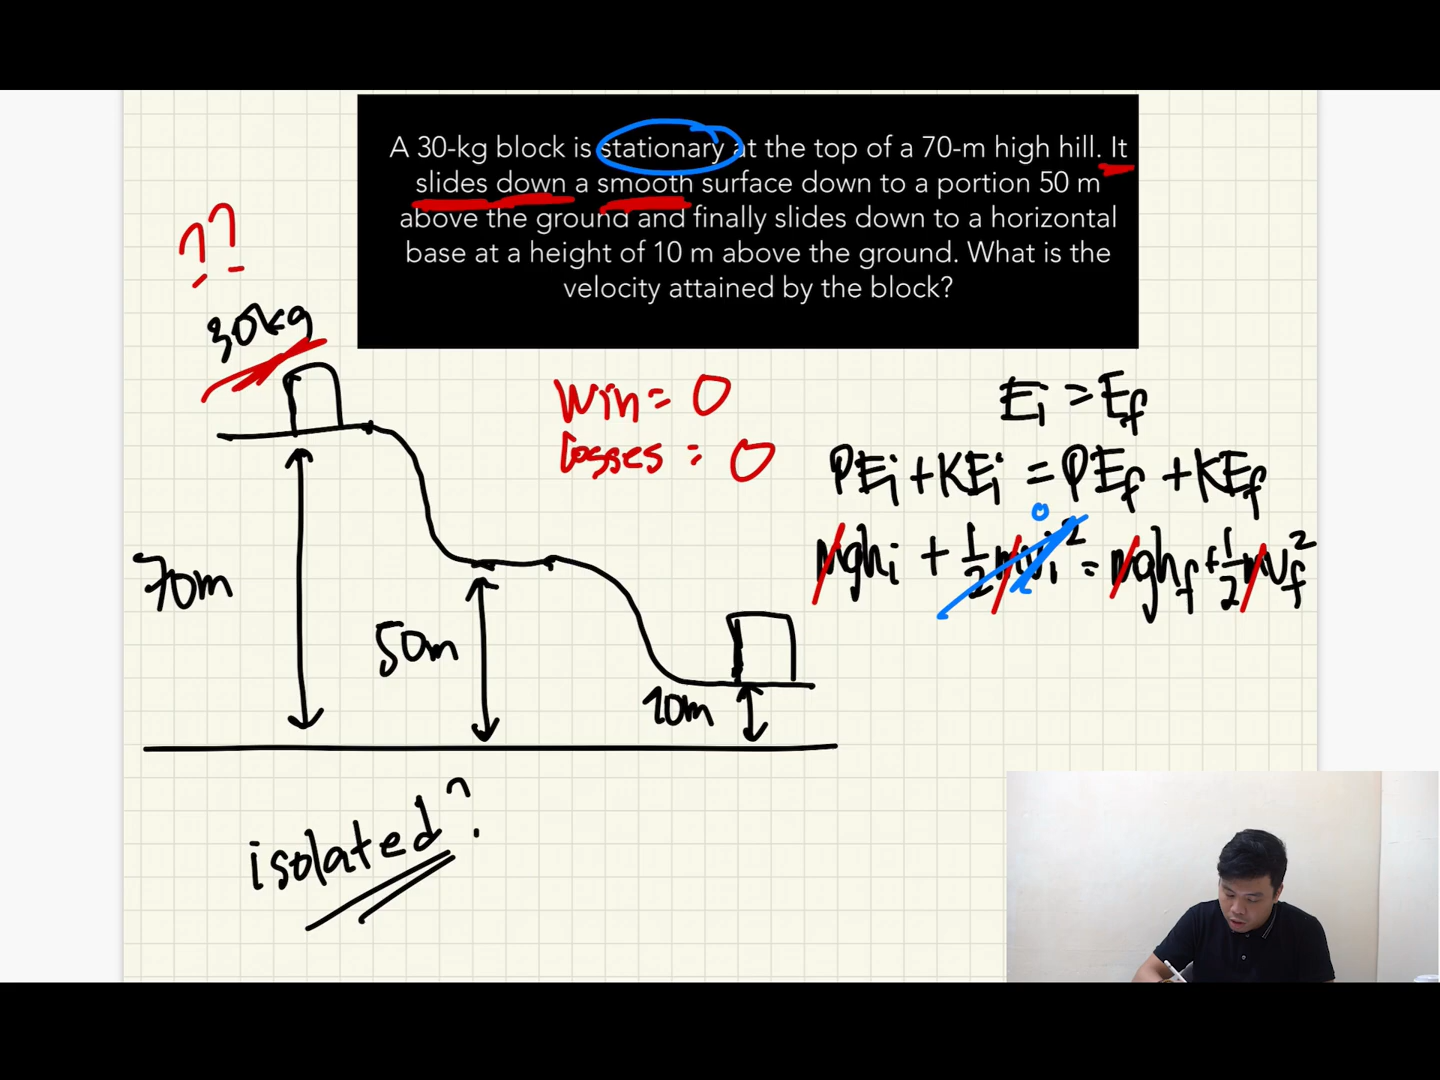 A 30-kg block is stationary at the top of a 70-m high hill. It
slides down a smooth surface down to a portion 50 m
above the ground and finally slides down to a horizontal
base at a height of 10 m above the ground. What is the
velocity attained by the block?
??
30kg
Win = 0
Losses = 0
Ei = Ef
PEi + KEi = PEf + KEf
0
mghi + 1/2 mvi² = mghf + 1/2 mvf²
70m
50m
10m
isolated?